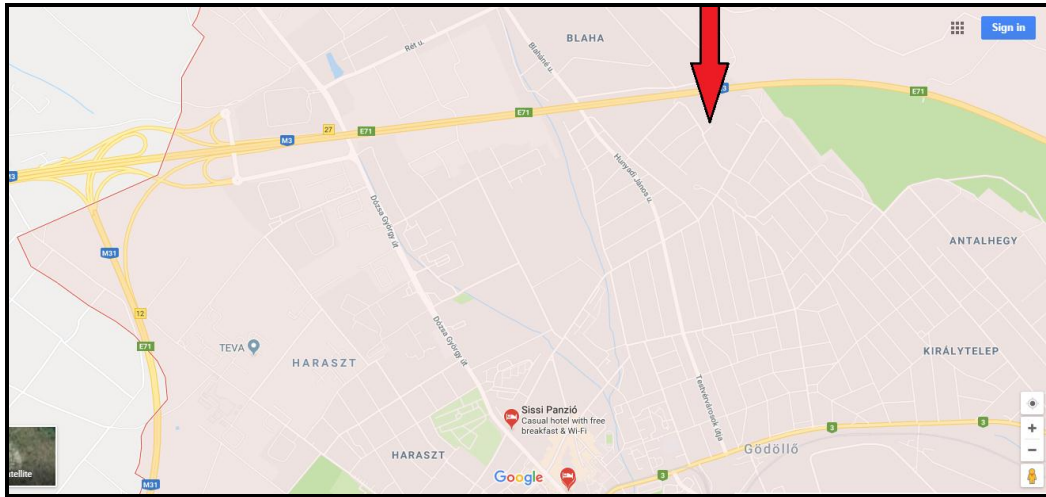 BLAHA
Sign in
Rét u.
Blaháné u.
E71
E71
27
E71
M3
Hunyadi János u.
Dózsa György út
ANTALHEGY
M31
12
E71
TEVA
HARASZT
Dózsa György út
KIRÁLYTELEP
Testvérvárosok útja
Sissi Panzió
Casual hotel with free
breakfast & Wi-Fi
3
3
Gödöllő
HARASZT
Google
3
M31